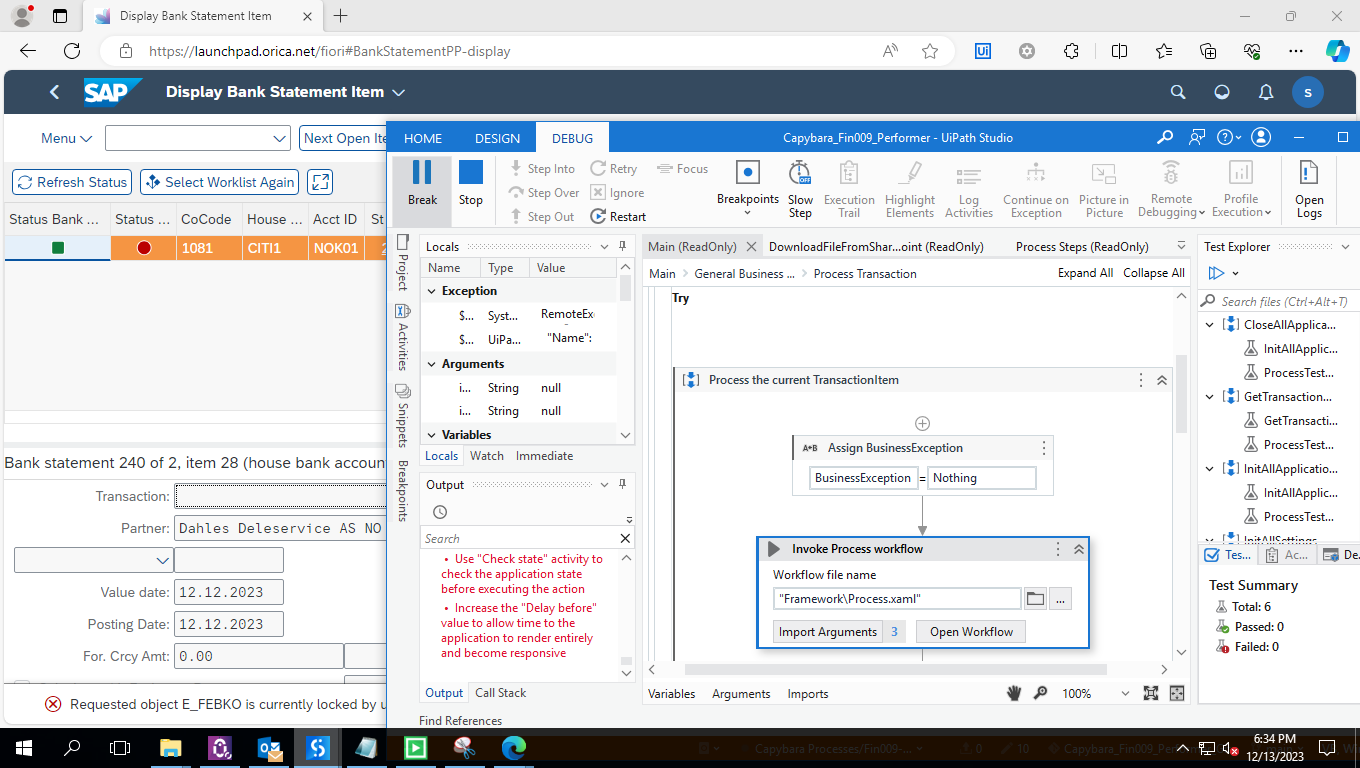 Display Bank Statement Item
https://launchpad.orica.net/fiori#BankStatementPP-display
SAP
Display Bank Statement Item
S
Menu
Next Open Ite
Refresh Status
Select Worklist Again
Status Bank ...
Status ...
CoCode
House ...
Acct ID
St
1081
CITI1
NOK01
2
Bank statement 240 of 2, item 28 (house bank accoun
Transaction:
Partner:
Dahles Deleservice AS NO
Value date:
12.12.2023
Posting Date:
12.12.2023
For. Crcy Amt:
0.00
Requested object E_FEBKO is currently locked by u
HOME
DESIGN
DEBUG
Capybara_Fin009_Performer - UiPath Studio
Break
Stop
Step Into
Step Over
Step Out
Retry
Ignore
Restart
Focus
Breakpoints
Slow Step
OFF
Execution Trail
Highlight Elements
Log Activities
Continue on Exception
Picture in Picture
Remote Debugging
Profile Execution
Open Logs
Project
Activities
Snippets
Breakpoints
Locals
Name
Type
Value
Exception
$...
Syst...
RemoteEx
$...
UiPa...
"Name":
Arguments
i...
String
null
i...
String
null
Variables
Locals
Watch
Immediate
Output
Search
• Use "Check state" activity to
check the application state
before executing the action
• Increase the "Delay before"
value to allow time to the
application to render entirely
and become responsive
Output
Call Stack
Find References
Main (ReadOnly)
DownloadFileFromShar...oint (ReadOnly)
Process Steps (ReadOnly)
Main
General Business ...
Process Transaction
Expand All
Collapse All
Try
Process the current TransactionItem
A+B
Assign BusinessException
BusinessException
=
Nothing
Invoke Process workflow
Workflow file name
"Framework\Process.xaml"
...
Import Arguments
3
Open Workflow
Variables
Arguments
Imports
100%
Test Explorer
Search files (Ctrl+Alt+T)
CloseAllApplica...
InitAllApplic...
ProcessTest...
GetTransaction...
GetTransacti...
ProcessTest...
InitAllApplicatio...
InitAllApplic...
ProcessTest...
InitAllSettings
Tes...
Ac...
De..
Test Summary
Total: 6
Passed: 0
Failed: 0
Capybara Processes/Fin009-...
0
10
Capybara_Fin009_Perform
6:34 PM
12/13/2023